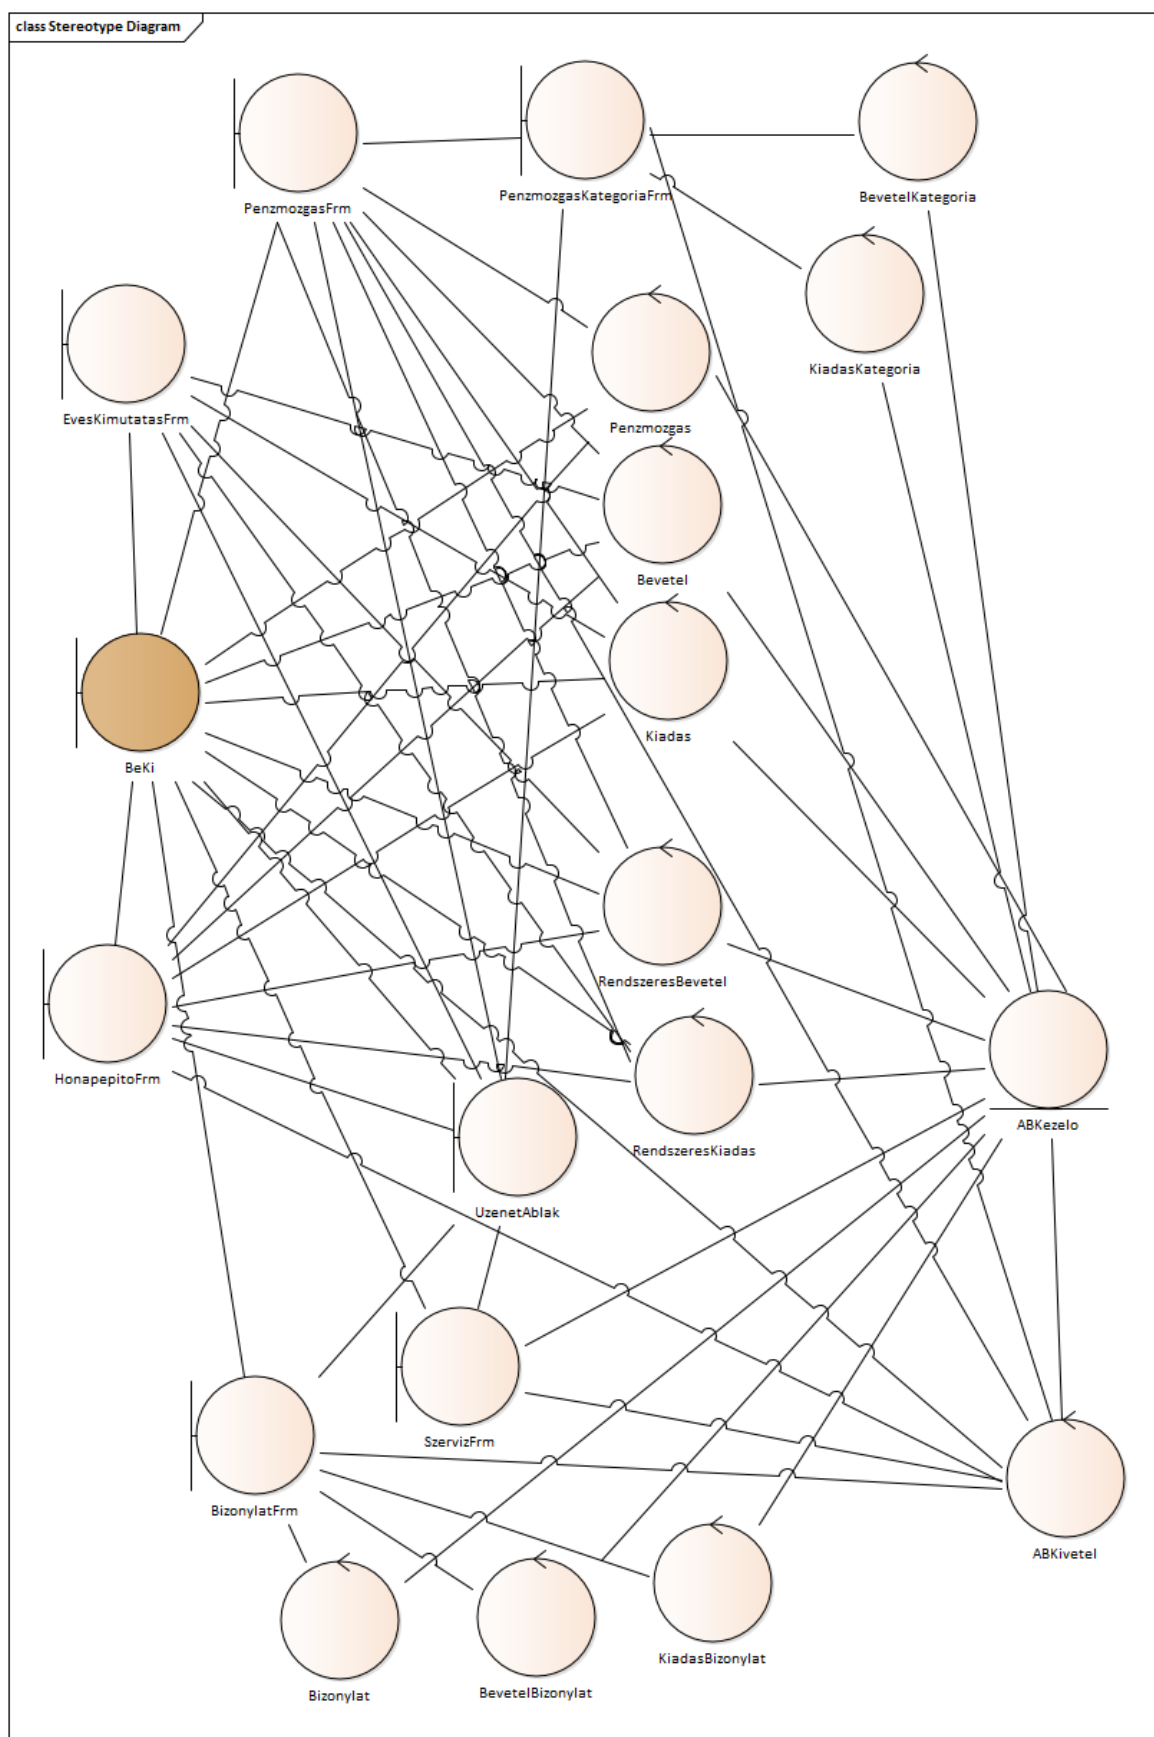 class Stereotype Diagram
PenzmozgasFrm
PenzmozgasKategoriaFrm
BevetelKategoria
KiadasKategoria
EvesKimutatasFrm
Penzmozgas
Bevetel
Kiadas
BeKi
RendszeresBevetel
HonapepitoFrm
RendszeresKiadas
ABKezelo
UzenetAblak
SzervizFrm
BizonylatFrm
ABKivetel
KiadasBizonylat
BevetelBizonylat
Bizonylat